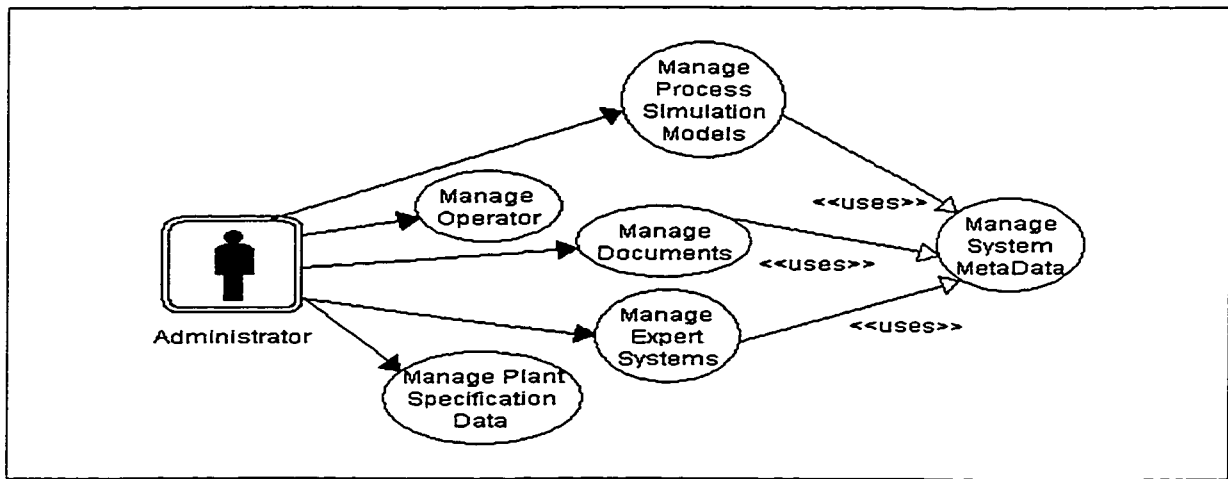 Manage
Process
Simulation
Models
Manage
Operator
<<uses>>
Manage
Documents
Manage
System
MetaData
<<uses>>
Administrator
Manage
Expert
Systems
<<uses>>
Manage Plant
Specification
Data